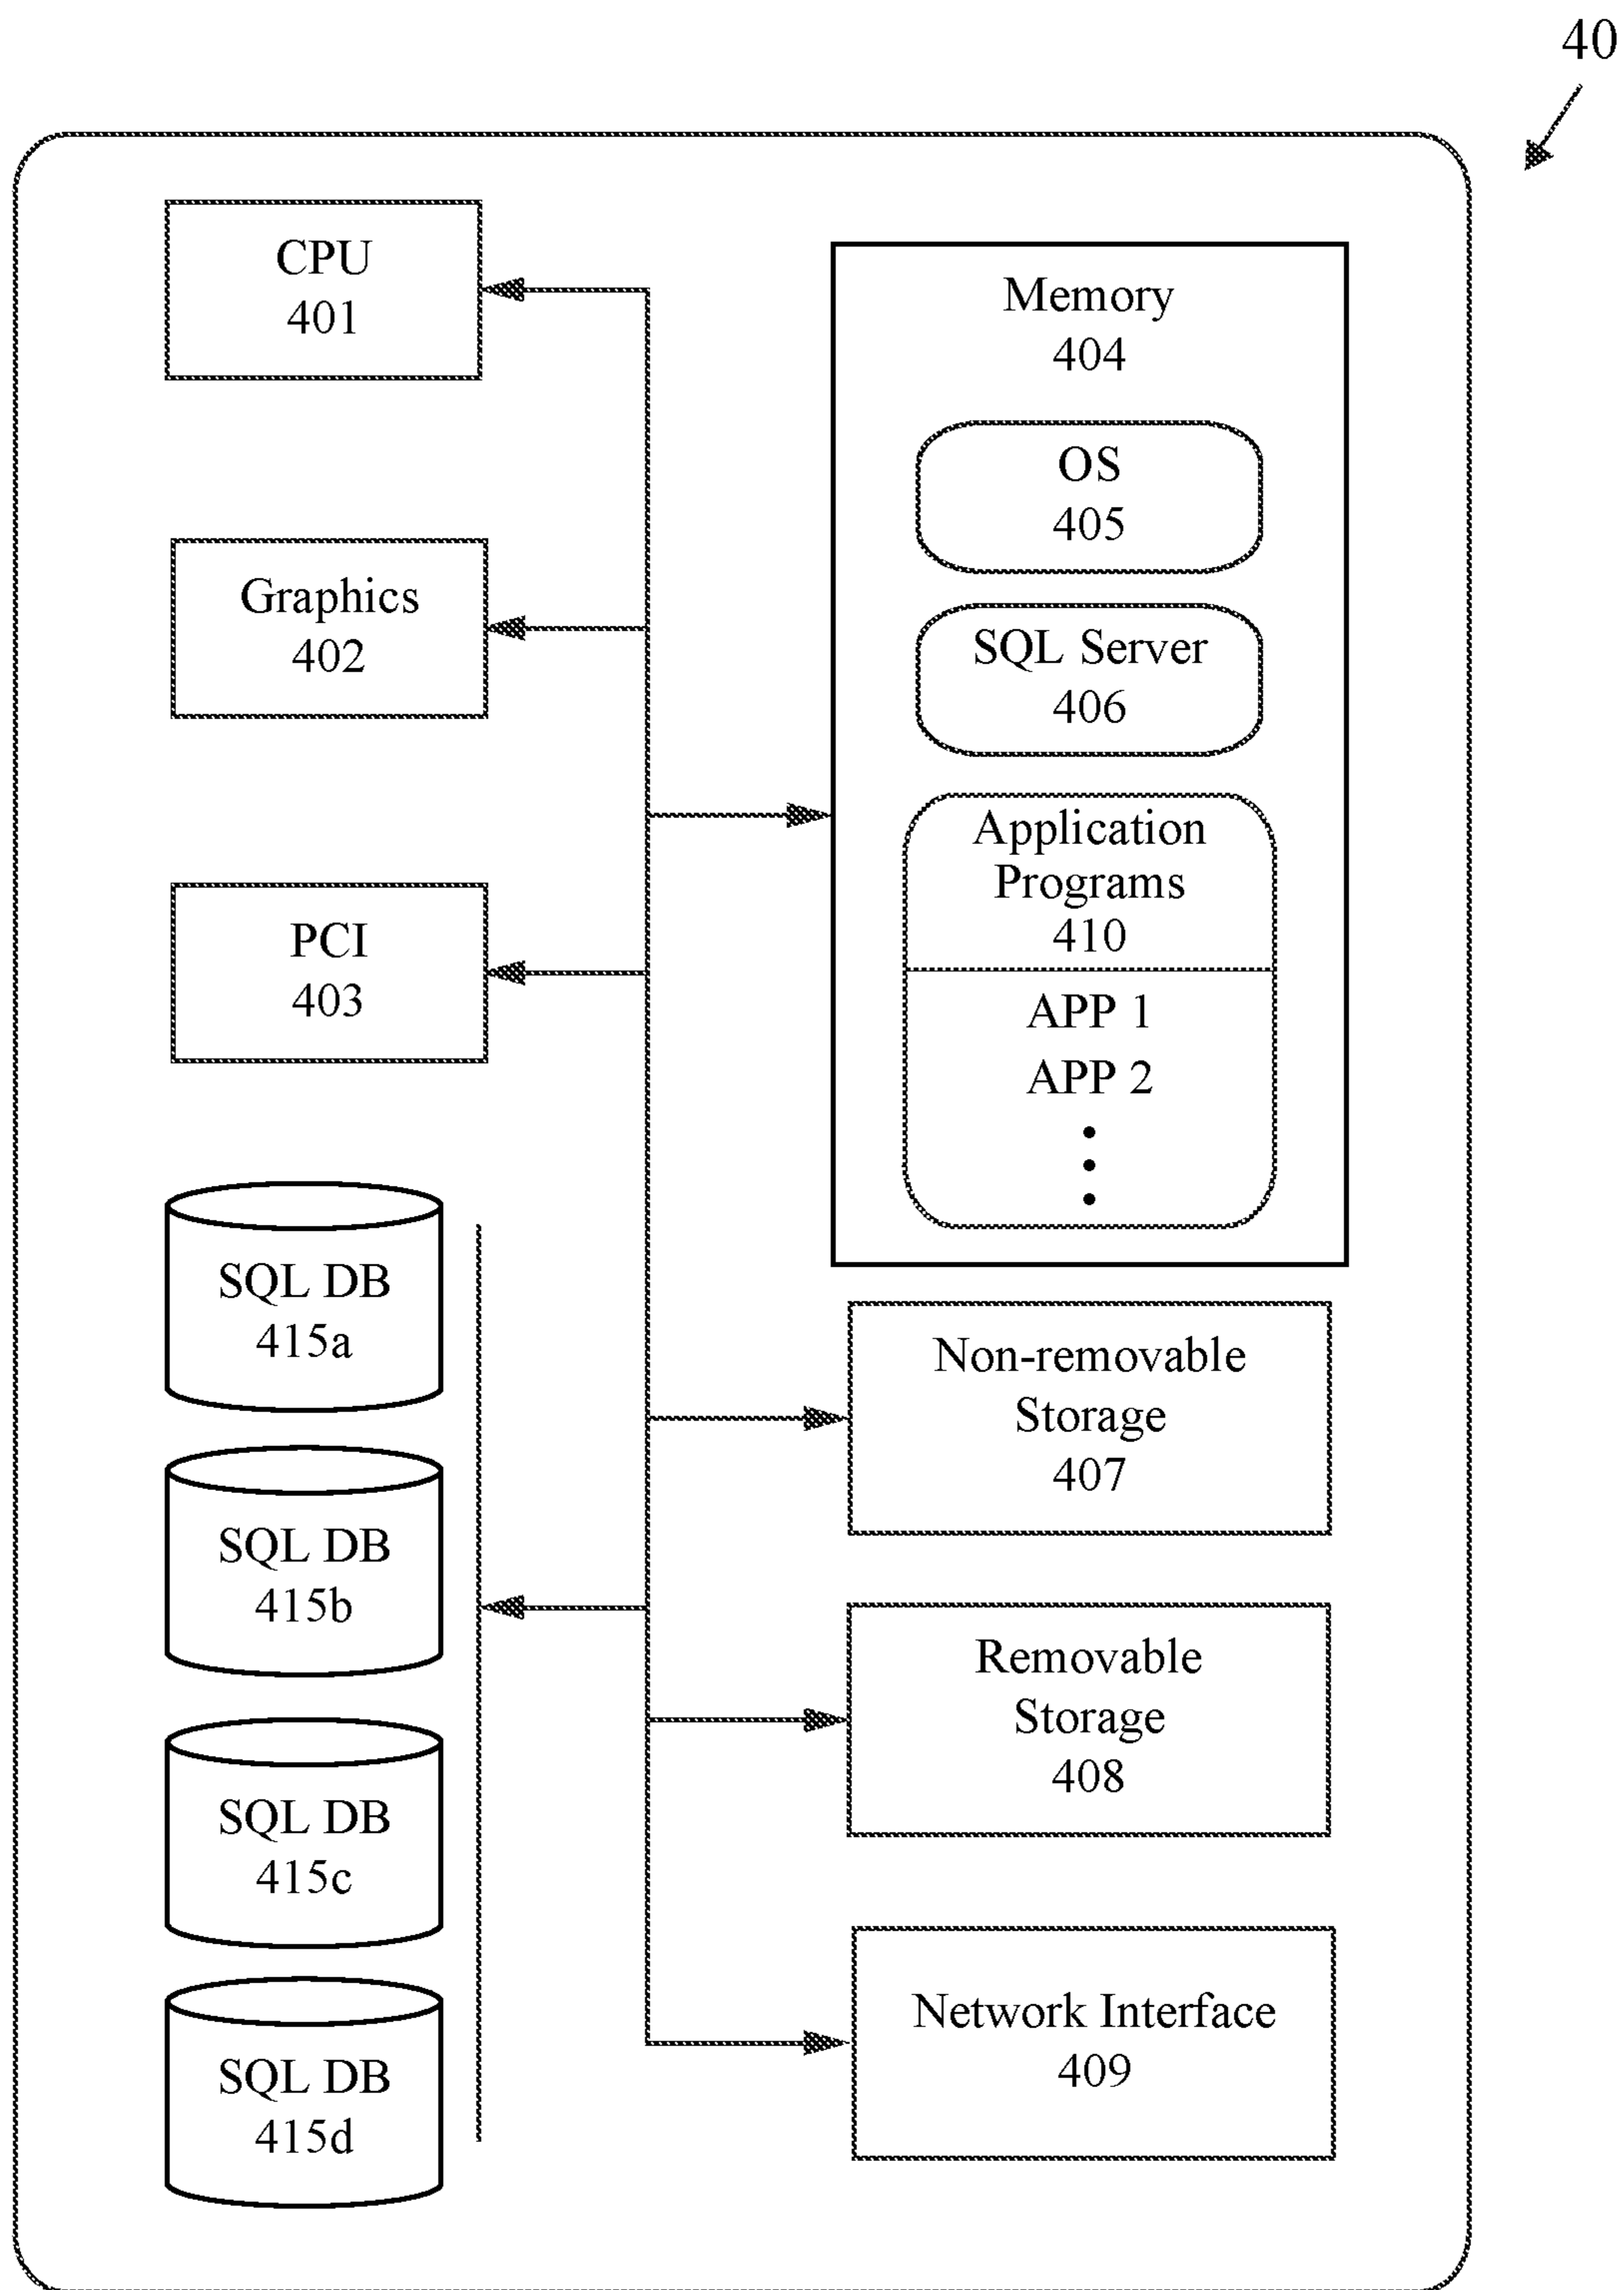 40
CPU
401
Graphics
402
PCI
403
SQL DB
415a
SQL DB
415b
SQL DB
415c
SQL DB
415d
Memory
404
OS
405
SQL Server
406
Application
Programs
410
APP 1
APP 2
Non-removable
Storage
407
Removable
Storage
408
Network Interface
409